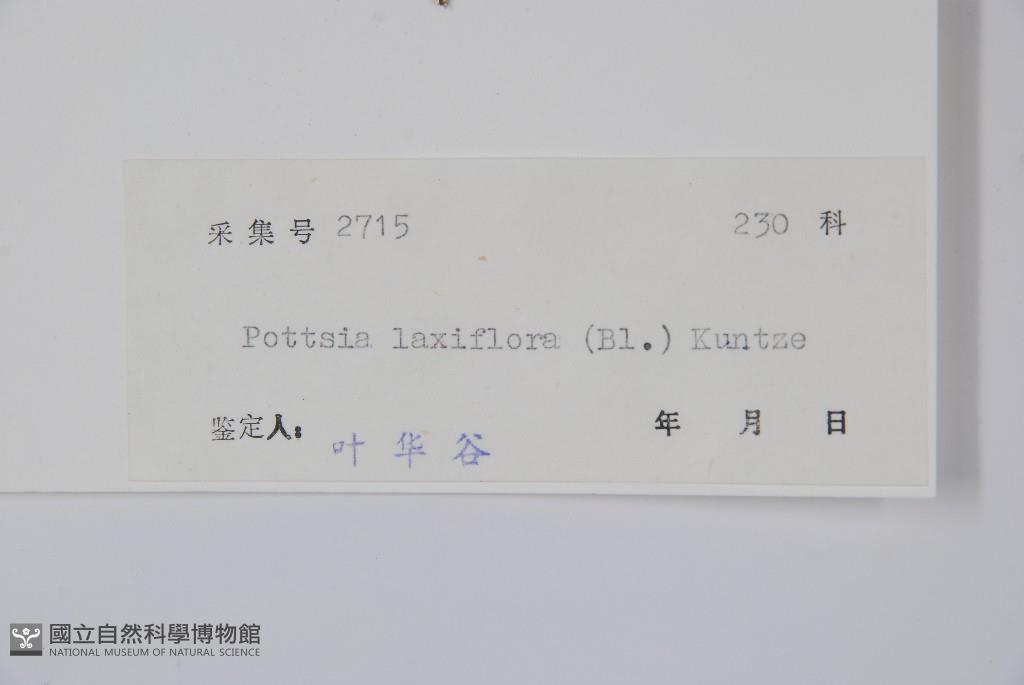 采集号 2715 230 科
Pottsia laxiflora (Bl.) Kuntze
鉴定人: 叶华谷 年 月 日
國立自然科學博物館
NATIONAL MUSEUM OF NATURAL SCIENCE